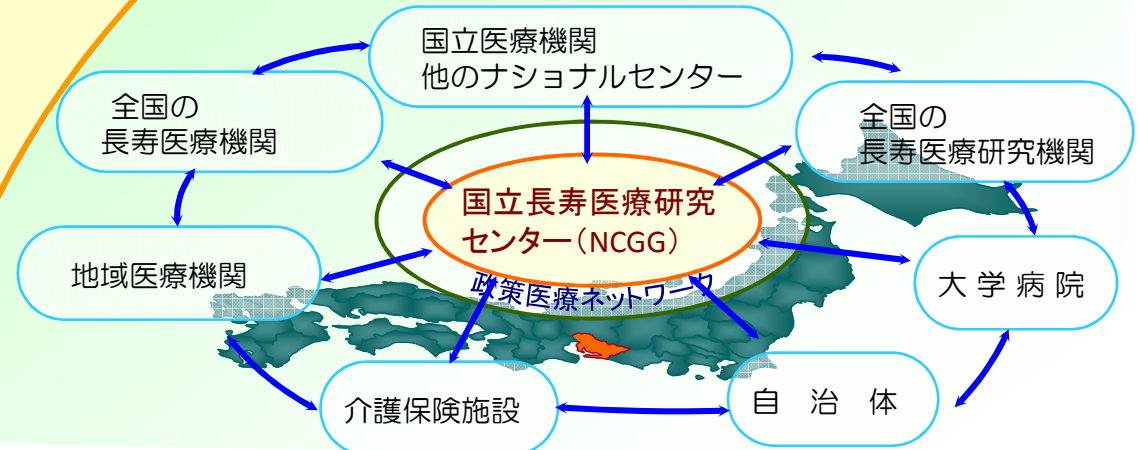 国立医療機関
他のナショナルセンター
全国の
長寿医療機関
全国の
長寿医療研究機関
国立長寿医療研究
センター（NCGG）
政策医療ネットワーク
地域医療機関
大 学 病 院
介護保険施設
自　治　体